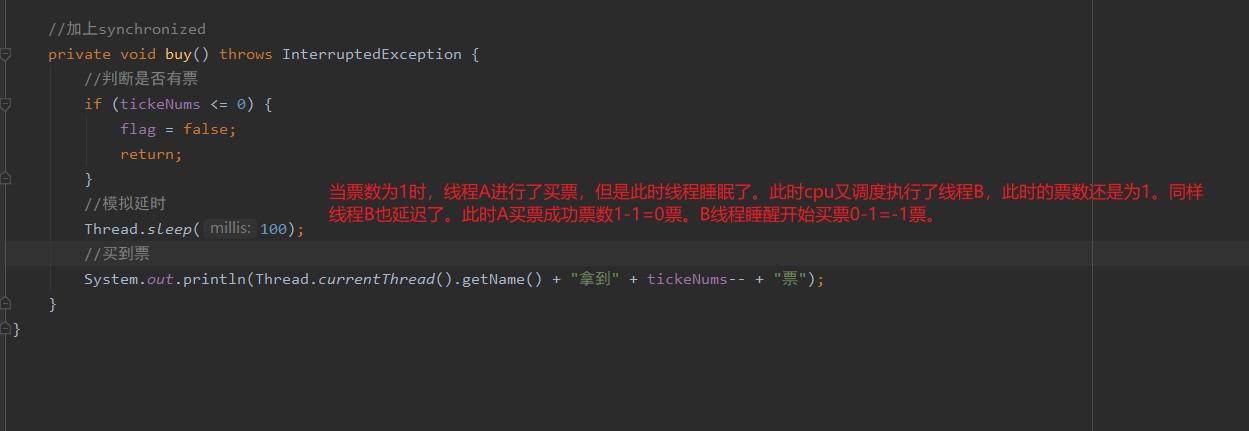 //加上synchronized
private void buy() throws InterruptedException {
//判断是否有票
if (tickeNums <= 0) {
flag = false;
return;
}
当票数为1时，线程A进行了买票，但是此时线程睡眠了。此时cpu又调度执行了线程B，此时的票数还是为1。同样
//模拟延时
线程B也延迟了。此时A买票成功票数1-1=0票。B线程睡醒开始买票0-1=-1票。
Thread.sleep( millis: 100);
//买到票
System.out.println(Thread.currentThread().getName() + "拿到" + tickeNums-- + "票");
}
}